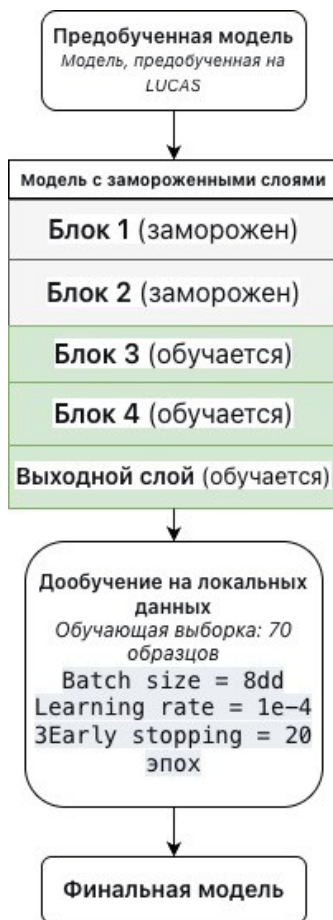 Предобученная модель
Модель, предобученная на
LUCAS
Модель с замороженными слоями
Блок 1 (заморожен)
Блок 2 (заморожен)
Блок 3 (обучается)
Блок 4 (обучается)
Выходной слой (обучается)
Дообучение на локальных
данных
Обучающая выборка: 70
образцов
Batch size = 8dd
Learning rate = 1e-4
3Early stopping = 20
эпох
Финальная модель